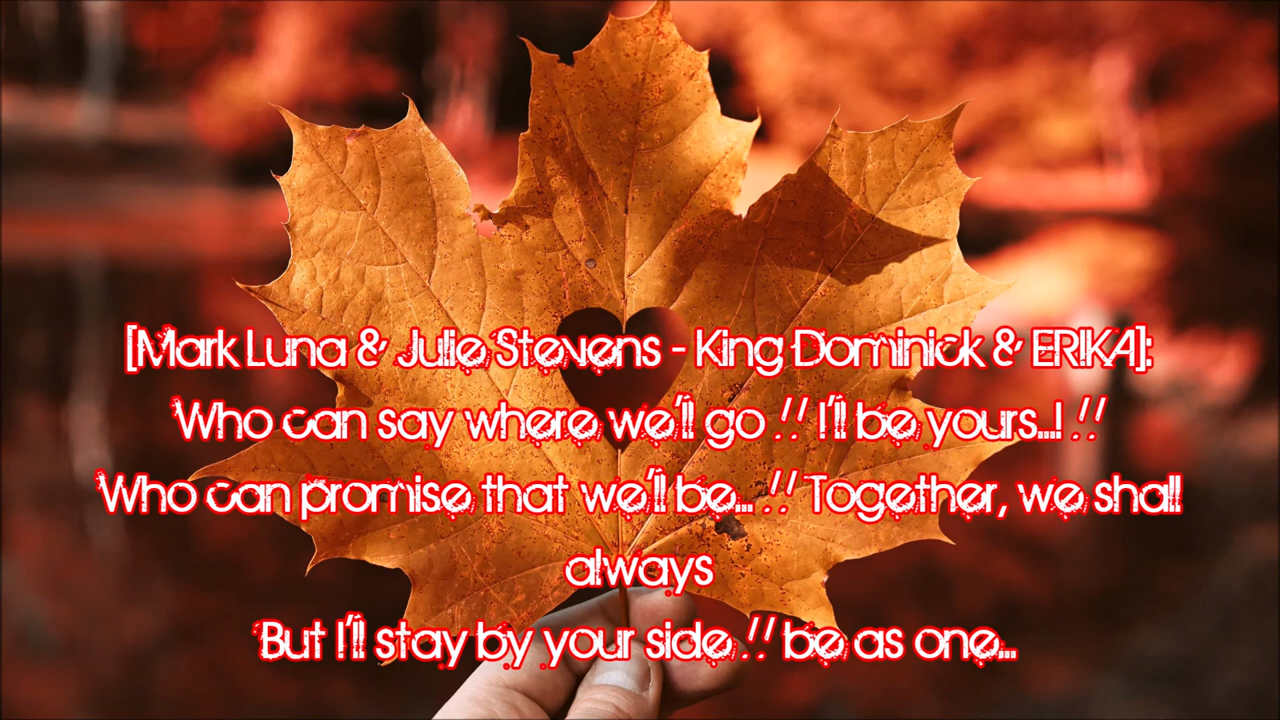 [Mark Luna & Julie Stevens - King Dominick & ERIKA]:
Who can say where we'll go // I'll be yours...! //
Who can promise that we'll be... // Together, we shall
always
But I'll stay by your side // be as one...